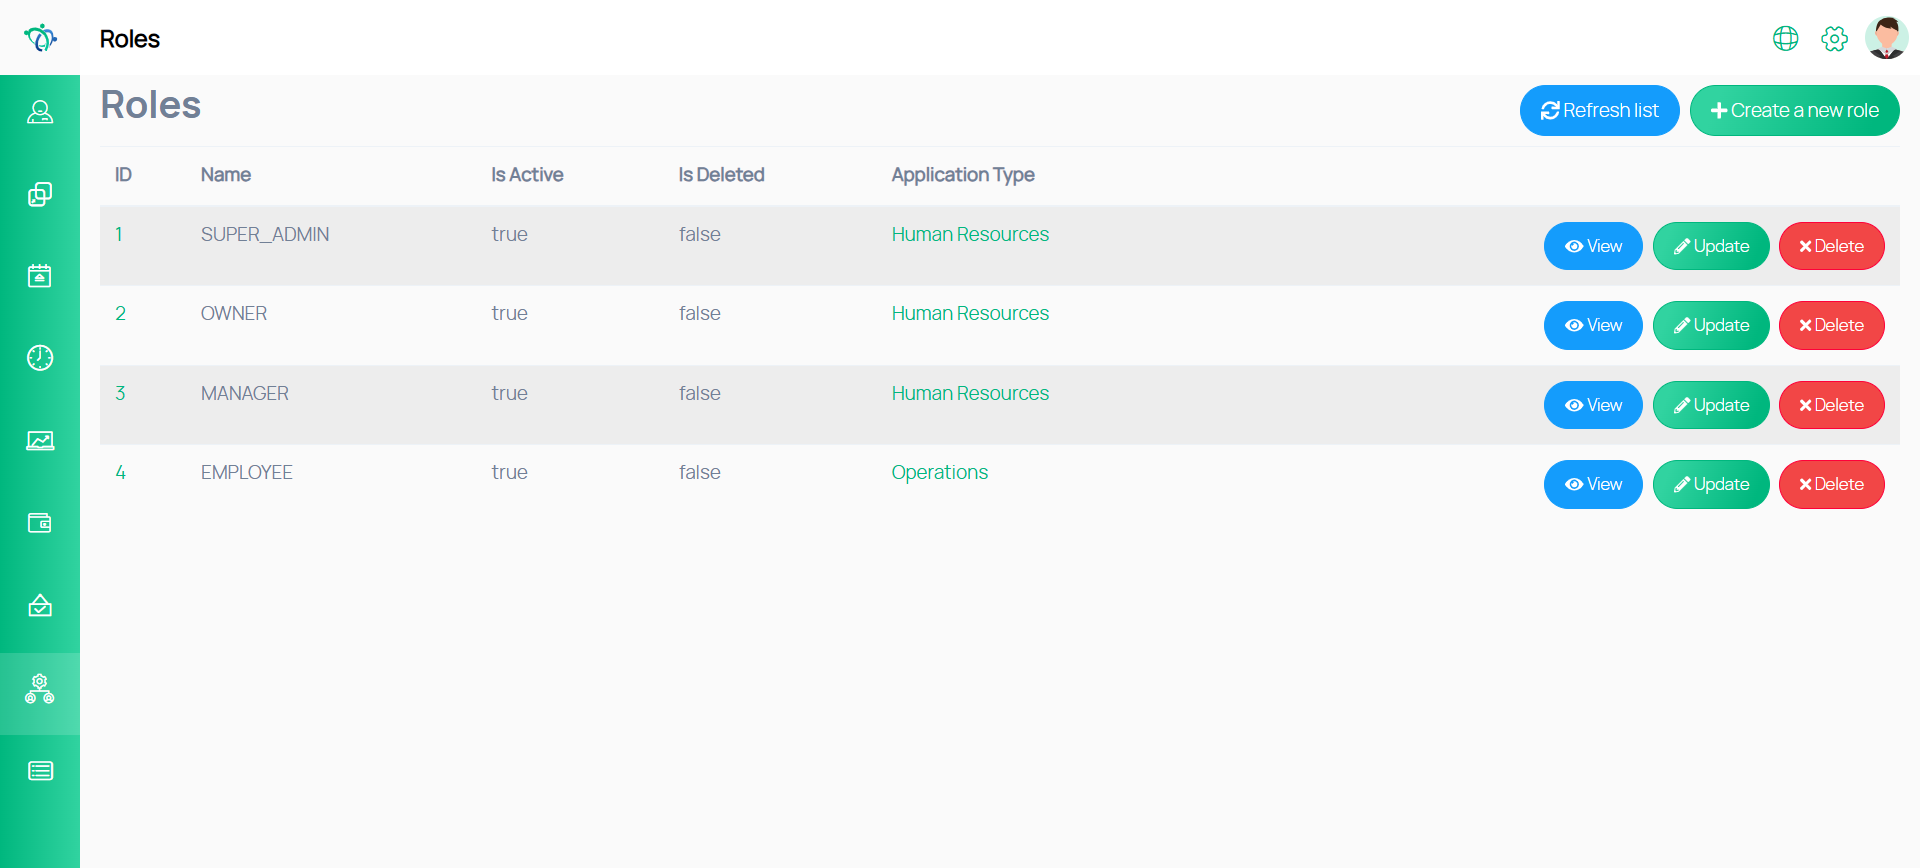 Roles
Roles
Refresh list Create a new role
ID Name Is Active Is Deleted Application Type
1 SUPER_ADMIN true false Human Resources View Update Delete
2 OWNER true false Human Resources View Update Delete
3 MANAGER true false Human Resources View Update Delete
4 EMPLOYEE true false Operations View Update Delete